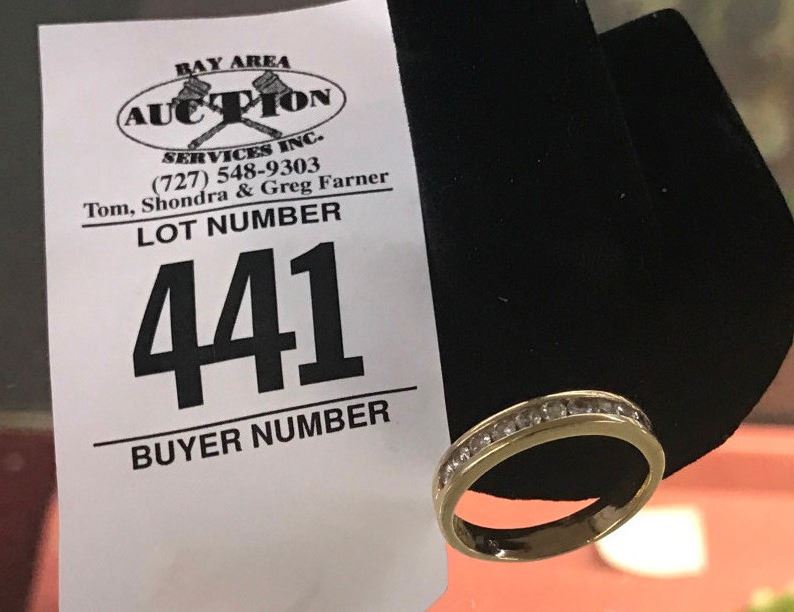 BAY AREA
AUCTION
SERVICES INC.
(727) 548-9303
Tom, Shondra & Greg Farner
LOT NUMBER
441
BUYER NUMBER